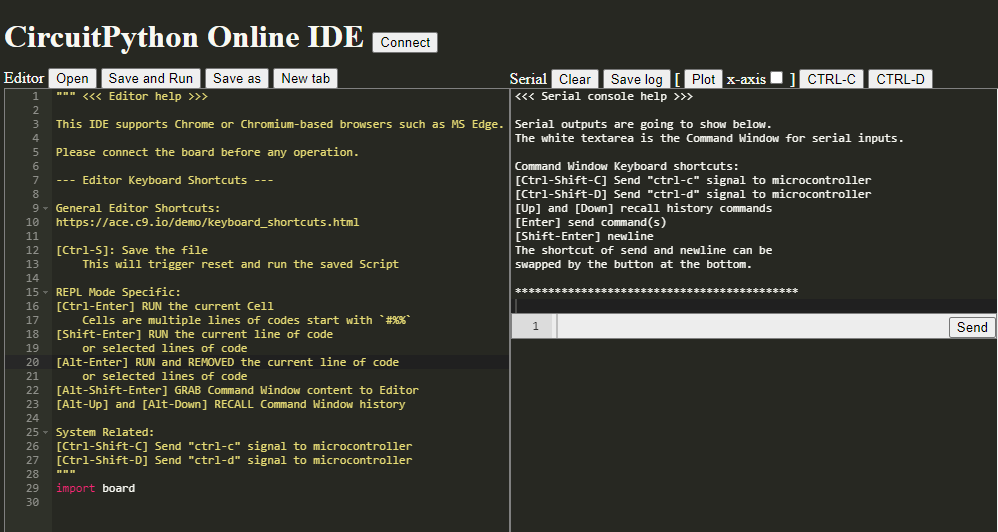 CircuitPython Online IDE Connect
Editor Open Save and Run Save as New tab
1 """ <<< Editor help >>>
2
3 This IDE supports Chrome or Chromium-based browsers such as MS Edge.
4
5 Please connect the board before any operation.
6
7 --- Editor Keyboard Shortcuts ---
8
9 General Editor Shortcuts:
10 https://ace.c9.io/demo/keyboard_shortcuts.html
11
12 [Ctrl-S]: Save the file
13 This will trigger reset and run the saved Script
14
15 REPL Mode Specific:
16 [Ctrl-Enter] RUN the current Cell
17 Cells are multiple lines of codes start with `#%%`
18 [Shift-Enter] RUN the current line of code
19 or selected lines of code
20 [Alt-Enter] RUN and REMOVED the current line of code
21 or selected lines of code
22 [Alt-Shift-Enter] GRAB Command Window content to Editor
23 [Alt-Up] and [Alt-Down] RECALL Command Window history
24
25 System Related:
26 [Ctrl-Shift-C] Send "ctrl-c" signal to microcontroller
27 [Ctrl-Shift-D] Send "ctrl-d" signal to microcontroller
28 """
29 import board
30
Serial Clear Save log [ Plot x-axis ] CTRL-C CTRL-D
<<< Serial console help >>>
Serial outputs are going to show below.
The white textarea is the Command Window for serial inputs.
Command Window Keyboard shortcuts:
[Ctrl-Shift-C] Send "ctrl-c" signal to microcontroller
[Ctrl-Shift-D] Send "ctrl-d" signal to microcontroller
[Up] and [Down] recall history commands
[Enter] send command(s)
[Shift-Enter] newline
The shortcut of send and newline can be
swapped by the button at the bottom.
*******************************************
1 Send